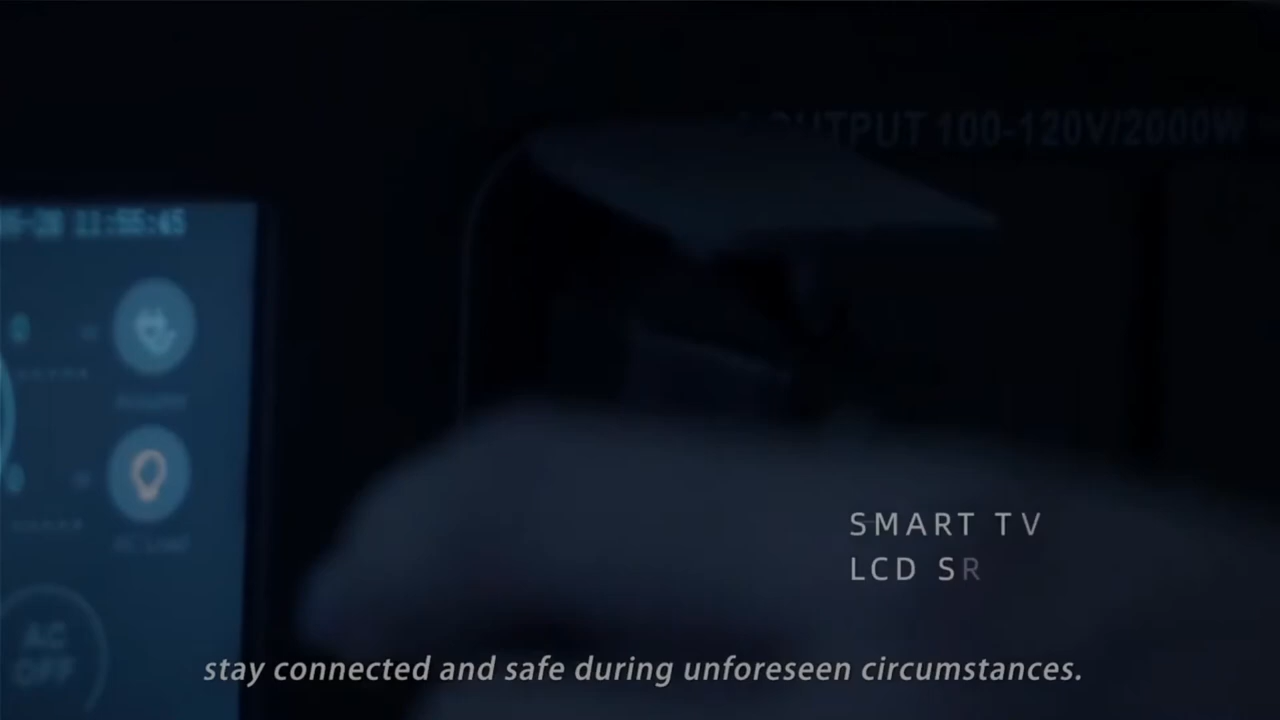 OUTPUT 100-120V/2000W
11:55:45
AC
OFF
SMART TV
LCD SR
stay connected and safe during unforeseen circumstances.